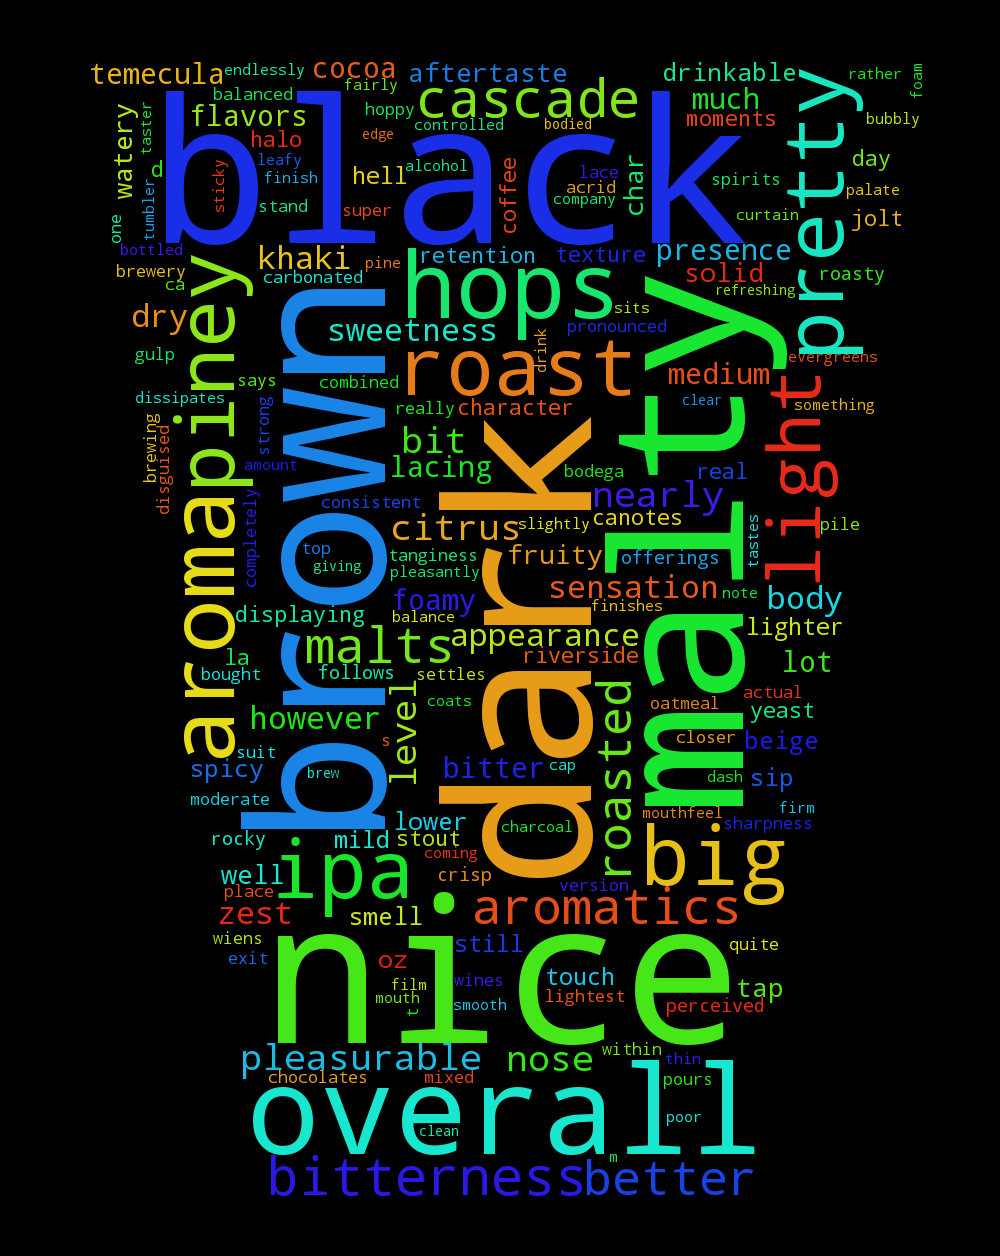 temecula
endlessly
cocoa
aftertaste
drinkable
rather
foam
fairly
balanced
cascade
much
pretty
watery
taster
flavors
hoppy
controlled
bodied
moments
bubbly
black
halo
edge
day
d
leafy
alcohol
lace
char
spirits
sticky
finish
hell
coffee
acrid
company
palate
tumbler
stand
super
curtain
jolt
one
bottled
khaki
pine
retention
texture
presence
brewery
ca
carbonated
hops
solid
roasty
refreshing
aromapiney
brown
malty
dry
sits
sweetness
pronounced
gulp
roast
drink
evergreens
says
combined
medium
light
dissipates
strong
really
character
clear
something
brewing
disguised
bit
dark
amount
lacing
bodega
real
completely
consistent
nearly
citrus
slightly
canotes
pile
top
tanginess
fruity
offerings
tastes
giving
pleasantly
sensation
note
body
foamy
finishes
displaying
balance
malts
appearance
lighter
la
riverside
lot
bought
follows
settles
roasted
level
coats
oatmeal
actual
yeast
however
s
closer
beige
suit
spicy
brew
bitter
cap
dash
sip
moderate
lower
charcoal
mouthfeel
firm
sharpness
rocky
mild
stout
coming
big
ipa
well
crisp
version
place
zest
smell
aromatics
nice
wiens
still
quite
exit
oz
film
wines
touch
tap
mouth
t
smooth
lightest
perceived
pleasurable
nose
within
thin
chocolates
mixed
pours
overall
clean
poor
m
bitterness
better